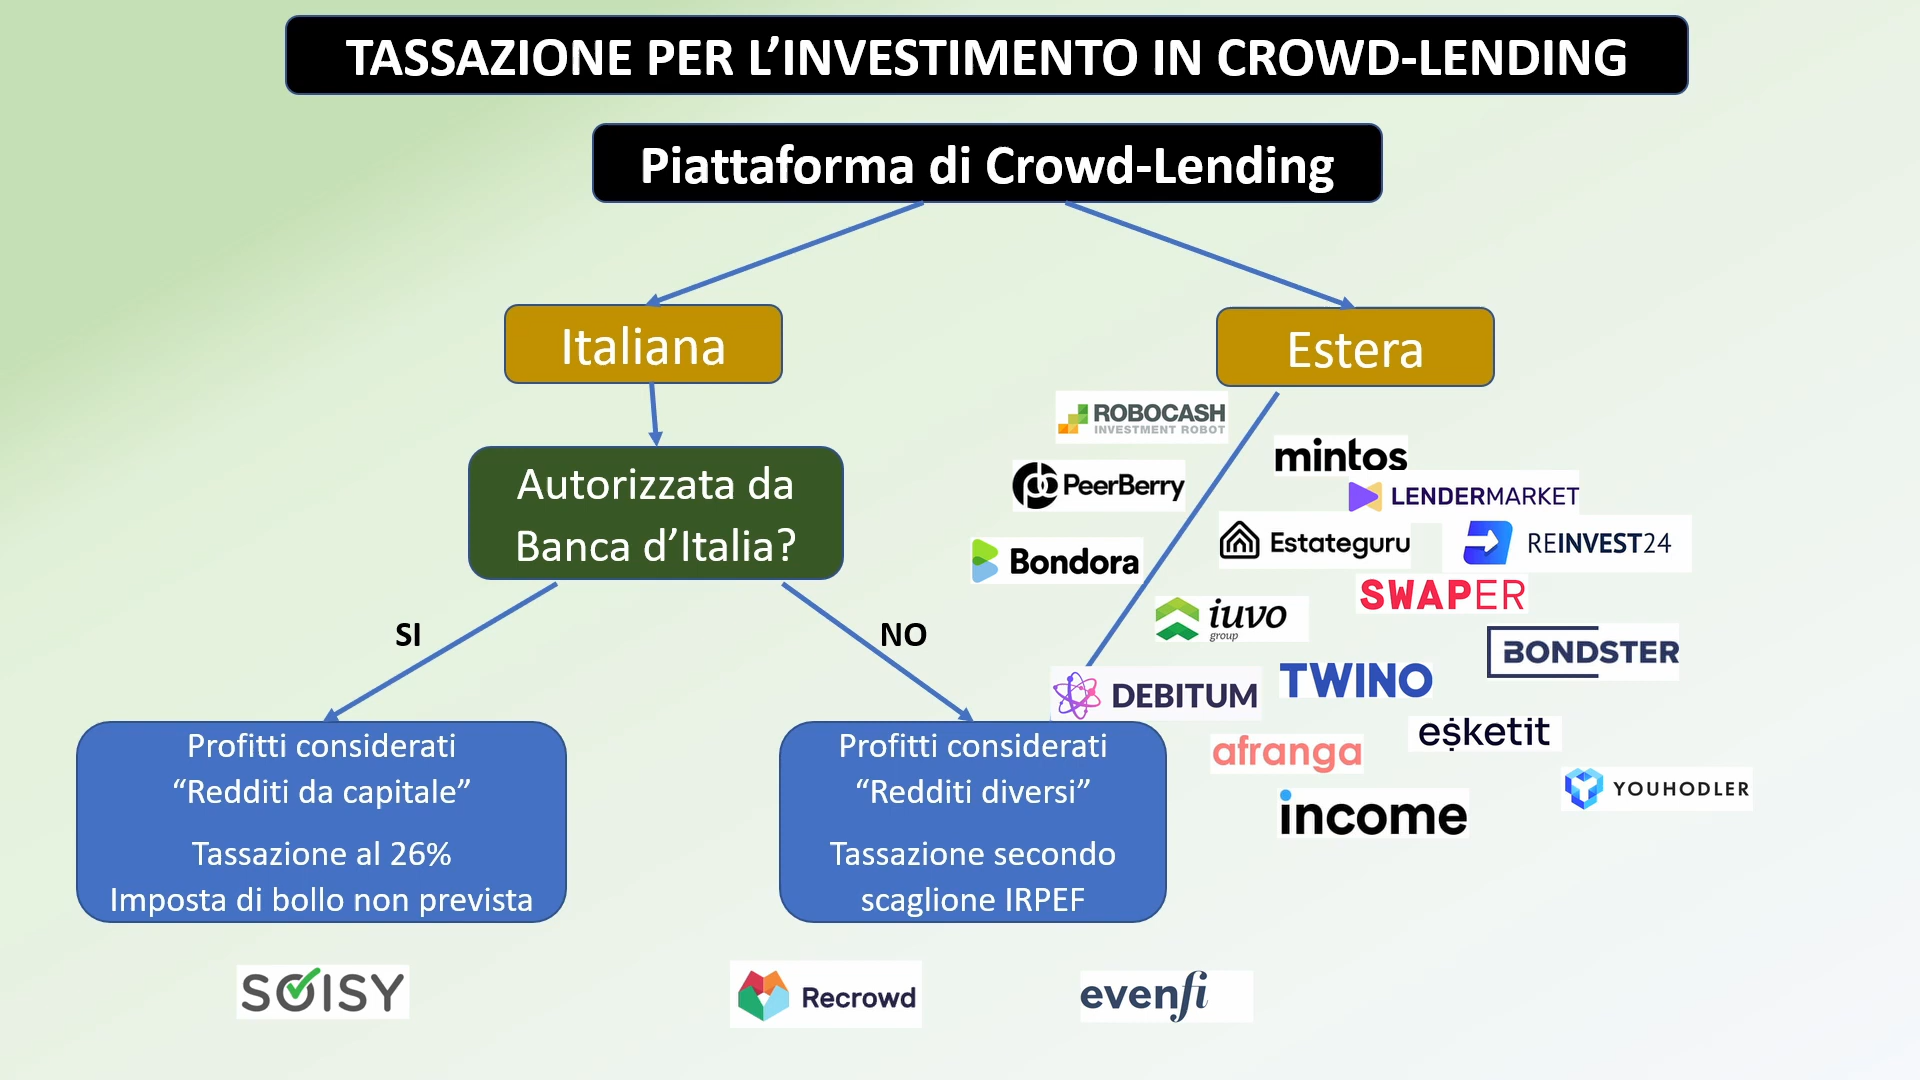 TASSAZIONE PER L’INVESTIMENTO IN CROWD-LENDING
Piattaforma di Crowd-Lending
Italiana
Estera
Autorizzata da
Banca d’Italia?
SI
NO
Profitti considerati
“Redditi da capitale”
Tassazione al 26%
Imposta di bollo non prevista
Profitti considerati
“Redditi diversi”
Tassazione secondo
scaglione IRPEF
ROBOCASH
INVESTMENT ROBOT
mintos
PeerBerry
LENDERMARKET
Estateguru
REINVEST24
Bondora
SWAPER
iuvo
group
BONDSTER
TWINO
DEBITUM
esketit
afranga
YOUHODLER
income
SOISY
Recrowd
evenfi